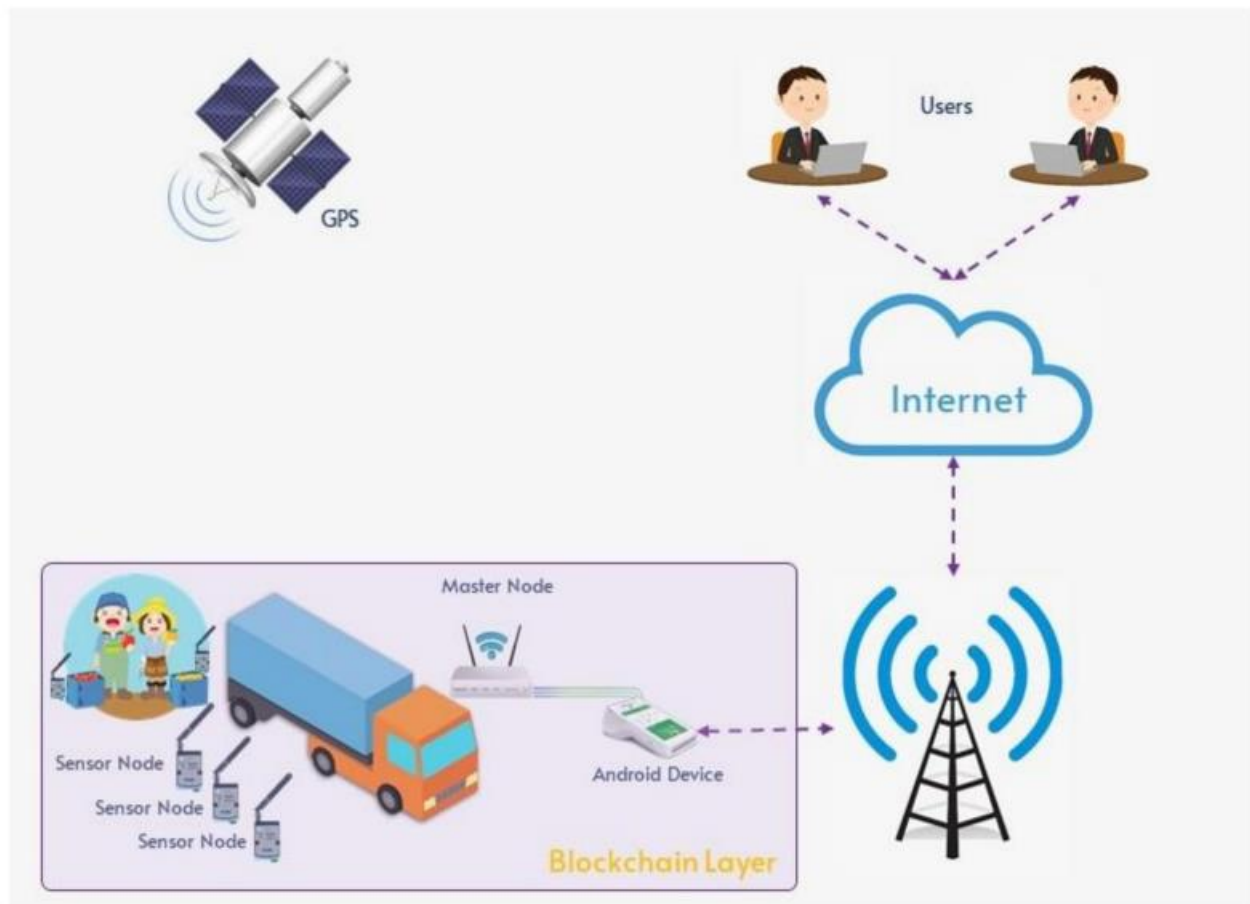 Users
GPS
Internet
Master Node
Sensor Node
Android Device
Sensor Node
Sensor Node
Blockchain Layer